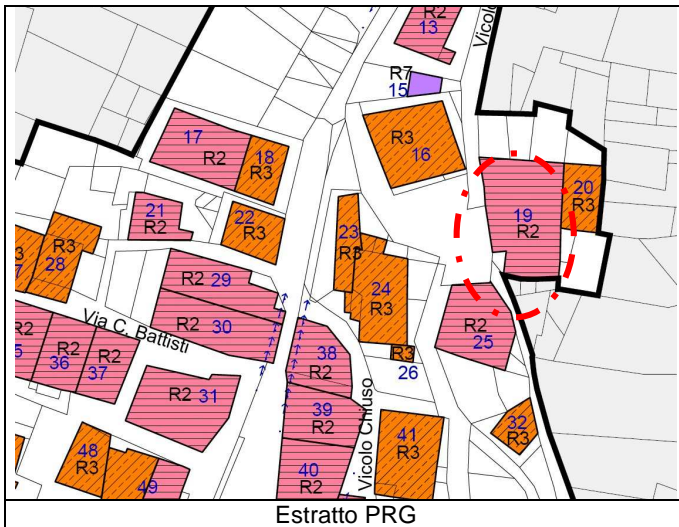 R2
13
Vicolo
R7
15
17
R2
18
R3
R3
16
20
R3
19
R2
21
R2
22
R3
23
R3
R3
28
R2 29
R2 30
24
R3
Via C. Battisti
R2
36
R2
37
R2
38
R2
25
R3
26
R2 31
39
R2
Vicolo Chiuso
41
R3
32
R3
48
R3
49
40
R2
Estratto PRG